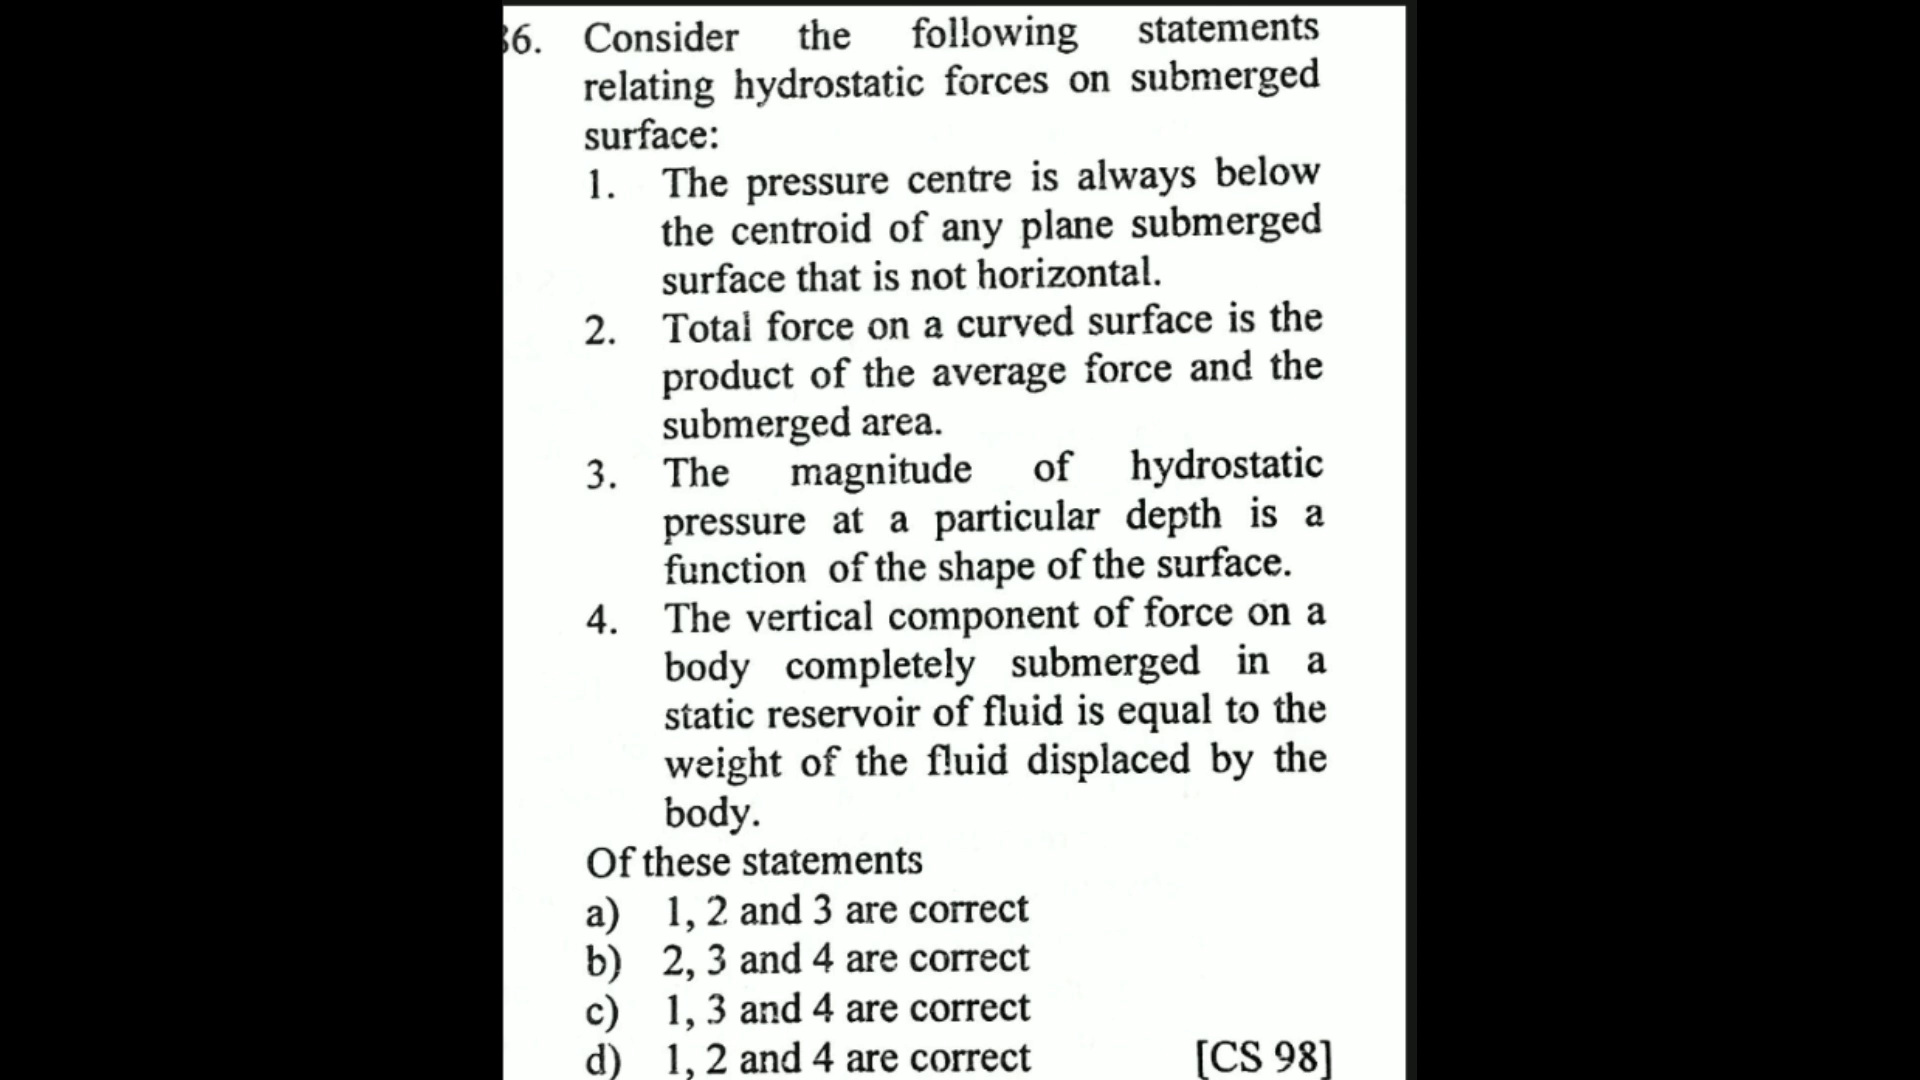 36. Consider the following statements
relating hydrostatic forces on submerged
surface:
1. The pressure centre is always below
the centroid of any plane submerged
surface that is not horizontal.
2. Total force on a curved surface is the
product of the average force and the
submerged area.
3. The magnitude of hydrostatic
pressure at a particular depth is a
function of the shape of the surface.
4. The vertical component of force on a
body completely submerged in a
static reservoir of fluid is equal to the
weight of the fluid displaced by the
body.
Of these statements
a) 1, 2 and 3 are correct
b) 2, 3 and 4 are correct
c) 1, 3 and 4 are correct
d) 1, 2 and 4 are correct [CS 98]